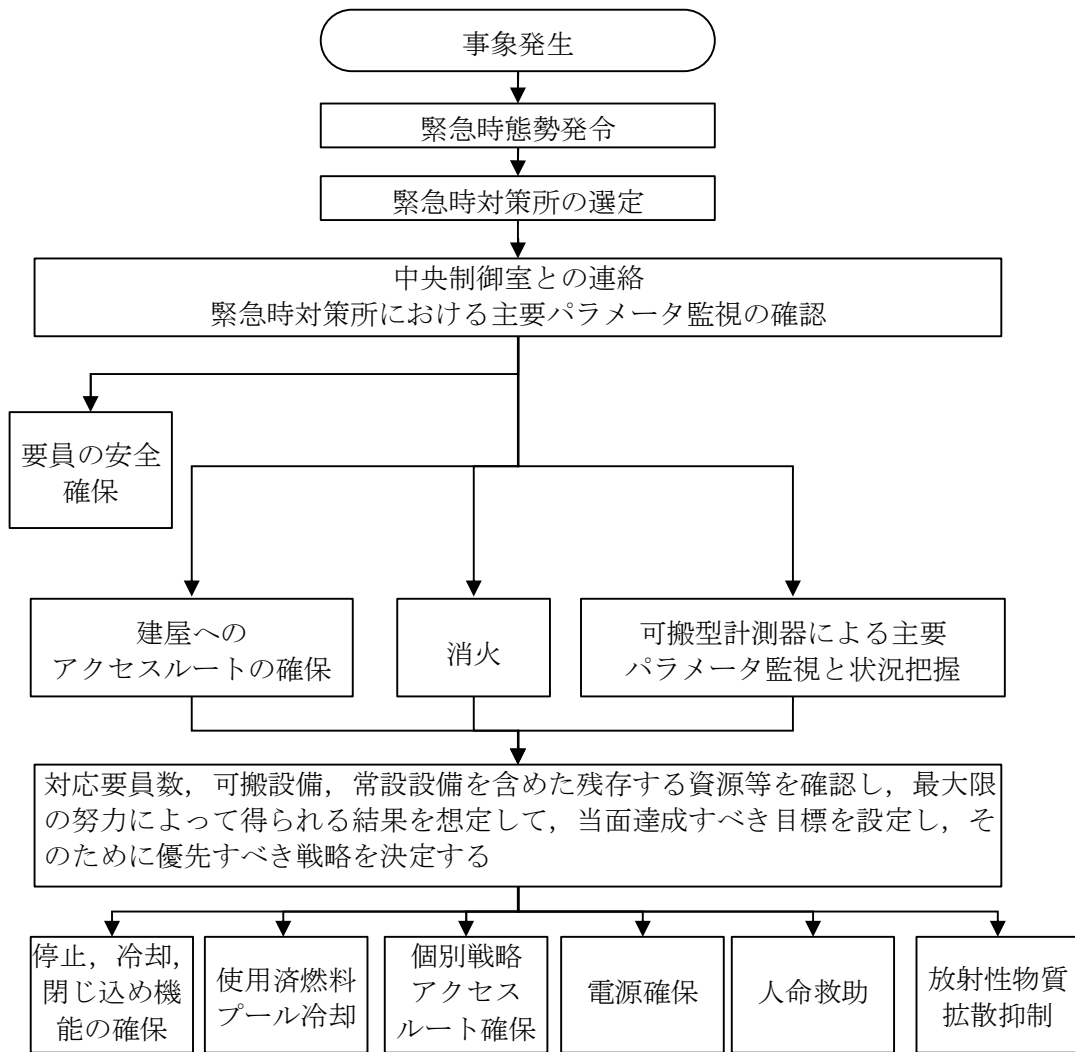 事象発生
緊急時態勢発令
緊急時対策所の選定
中央制御室との連絡
緊急時対策所における主要パラメータ監視の確認
要員の安全
確保
建屋への
アクセスルートの確保
消火
可搬型計測器による主要
パラメータ監視と状況把握
対応要員数，可搬設備，常設設備を含めた残存する資源等を確認し，最大限
の努力によって得られる結果を想定して，当面達成すべき目標を設定し，そ
のために優先すべき戦略を決定する
停止，冷却，
閉じ込め機
能の確保
使用済燃料
プール冷却
個別戦略
アクセス
ルート確保
電源確保
人命救助
放射性物質
拡散抑制